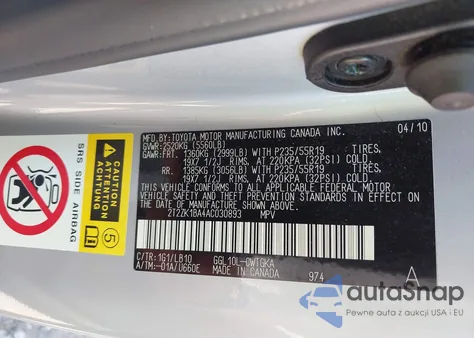 MFD. BY: TOYOTA MOTOR MANUFACTURING CANADA INC. 04/10
GVWR: 2520KG (5560LB)
GAWR: FRT 1360KG (2999LB) WITH P235/55R19 TIRES,
19X7 1/2J RIMS, AT 220KPA (32PSI) COLD
RR. 1385KG (3056LB) WITH P235/55R19 TIRES,
19X7 1/2J RIMS, AT 220KPA (32PSI) COLD
THIS VEHICLE CONFORMS TO ALL APPLICABLE FEDERAL MOTOR
VEHICLE SAFETY AND THEFT PREVENTION STANDARDS IN EFFECT ON
THE DATE OF MANUFACTURE SHOWN ABOVE.
2T2ZK1BA4AC030893 MPV
C/TR: 1G1/LB10 GGL10L-CWTGKA
A/TM: -01A/U660E MADE IN CANADA 974 A
SRS SIDE AIRBAG
ATTENTION
ACHTUNG
5
autoSnap
Pewne auta z USA i EU